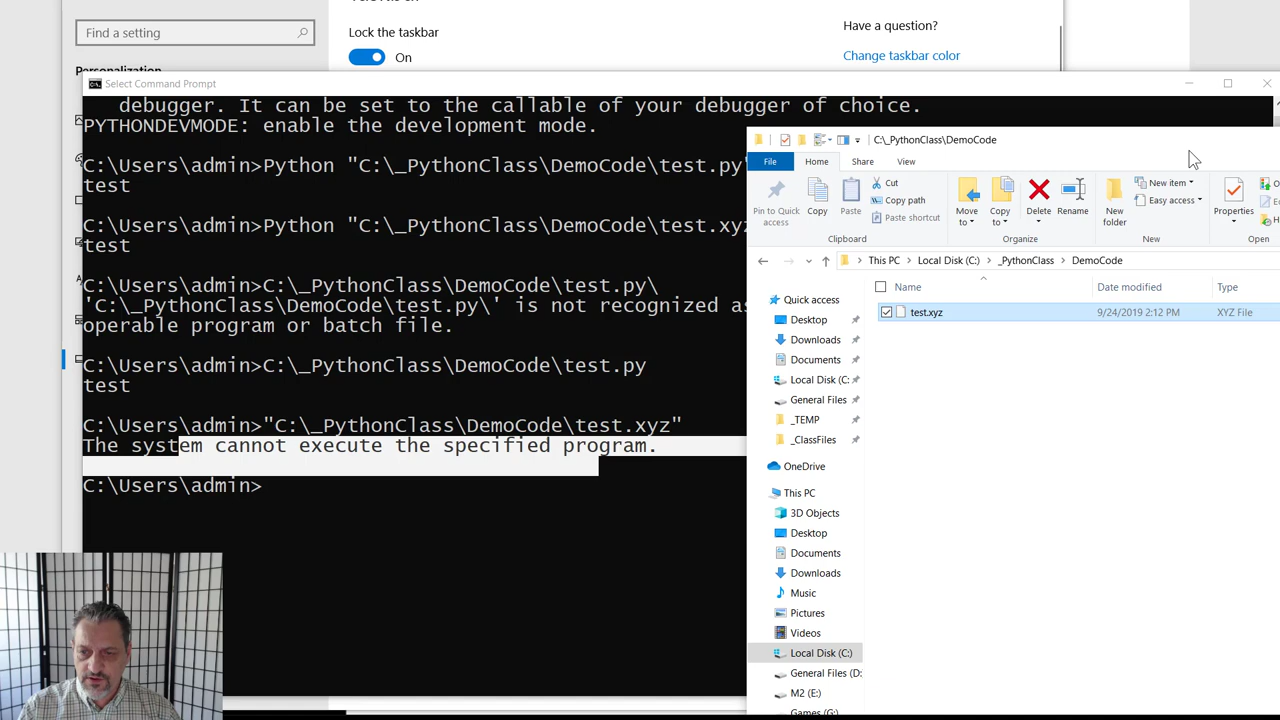 Find a setting
Personalization
Lock the taskbar
On
Have a question?
Change taskbar color
Select Command Prompt
debugger. It can be set to the callable of your debugger of choice.
PYTHONDEVMODE: enable the development mode.
C:\Users\admin>Python "C:\_PythonClass\DemoCode\test.py"
test
C:\Users\admin>Python "C:\_PythonClass\DemoCode\test.xyz
test
C:\Users\admin>C:\_PythonClass\DemoCode\test.py\
'C:\_PythonClass\DemoCode\test.py\' is not recognized as
operable program or batch file.
C:\Users\admin>C:\_PythonClass\DemoCode\test.py
test
C:\Users\admin>"C:\_PythonClass\DemoCode\test.xyz"
The system cannot execute the specified program.
C:\Users\admin>
C:\_PythonClass\DemoCode
File
Home
Share
View
Pin to Quick access
Copy
Paste
Cut
Copy path
Paste shortcut
Clipboard
Move to
Copy to
Delete
Rename
Organize
New folder
New item
Easy access
New
Properties
Open
This PC > Local Disk (C:) > _PythonClass > DemoCode
Name
Date modified
Type
test.xyz
9/24/2019 2:12 PM
XYZ File
Quick access
Desktop
Downloads
Documents
Local Disk (C:
General Files
_TEMP
_ClassFiles
OneDrive
This PC
3D Objects
Desktop
Documents
Downloads
Music
Pictures
Videos
Local Disk (C:)
General Files (D:
M2 (E:)
Games (G:)